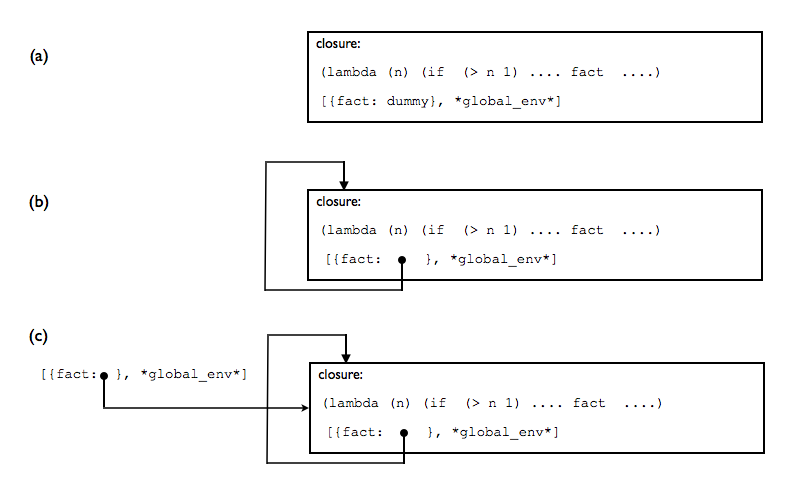 (a)
closure:
(lambda (n) (if (> n 1) .... fact ....)
[{fact: dummy}, *global_env*]
(b)
closure:
(lambda (n) (if (> n 1) .... fact ....)
[{fact: }, *global_env*]
(c)
[{fact: }, *global_env*]
closure:
(lambda (n) (if (> n 1) .... fact ....)
[{fact: }, *global_env*]